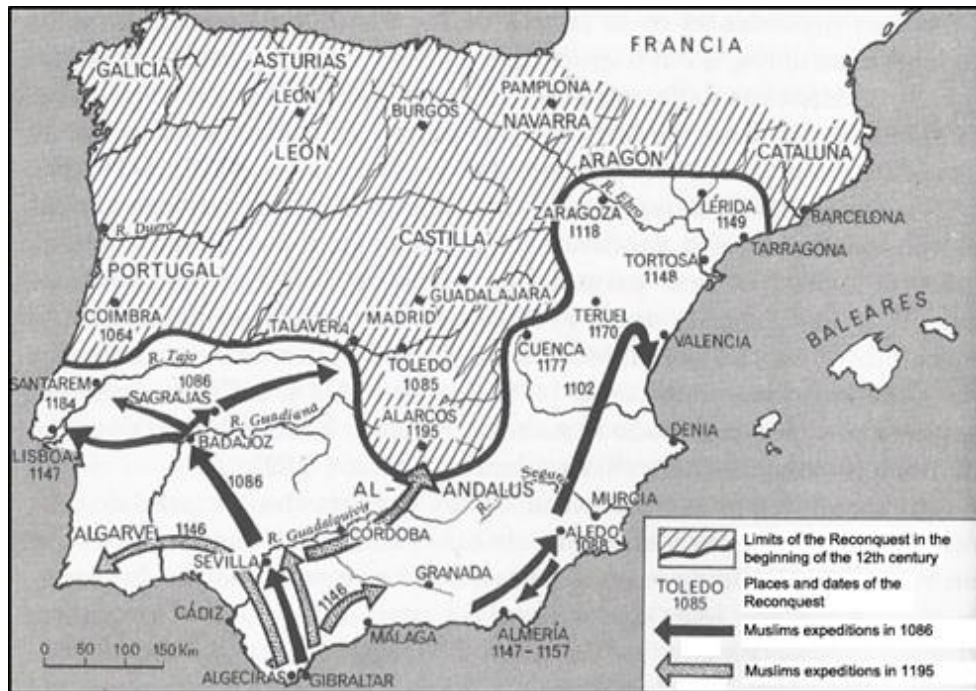 FRANCIA
GALICIA
ASTURIAS
LEÓN
BURGOS
PAMPLONA
NAVARRA
LEÓN
ARAGÓN
CATALUÑA
R. Ebro
ZARAGOZA
1118
LÉRIDA
1149
BARCELONA
TARRAGONA
R. Duero
CASTILLA
TORTOSA
1148
PORTUGAL
GUADALAJARA
MADRID
COIMBRA
1064
TALAVERA
TERUEL
1170
BALEARES
VALENCIA
CUENCA
1177
TOLEDO
1085
R. Tajo
SANTAREM
1184
1086
SAGRAJAS
1102
ALARCOS
1195
R. Guadiana
BADAJOZ
LISBOA
1147
DENIA
1086
AL-ANDALUS
R. Segura
MURCIA
ALGARVE
1146
R. Guadalquivir
CÓRDOBA
ALEDO
1088
SEVILLA
GRANADA
1146
CÁDIZ
MÁLAGA
ALMERÍA
1147-1157
ALGECIRAS
GIBRALTAR
0 50 100 150 Km
Limits of the Reconquest in the
beginning of the 12th century
TOLEDO
1085
Places and dates of the
Reconquest
Muslims expeditions in 1086
Muslims expeditions in 1195